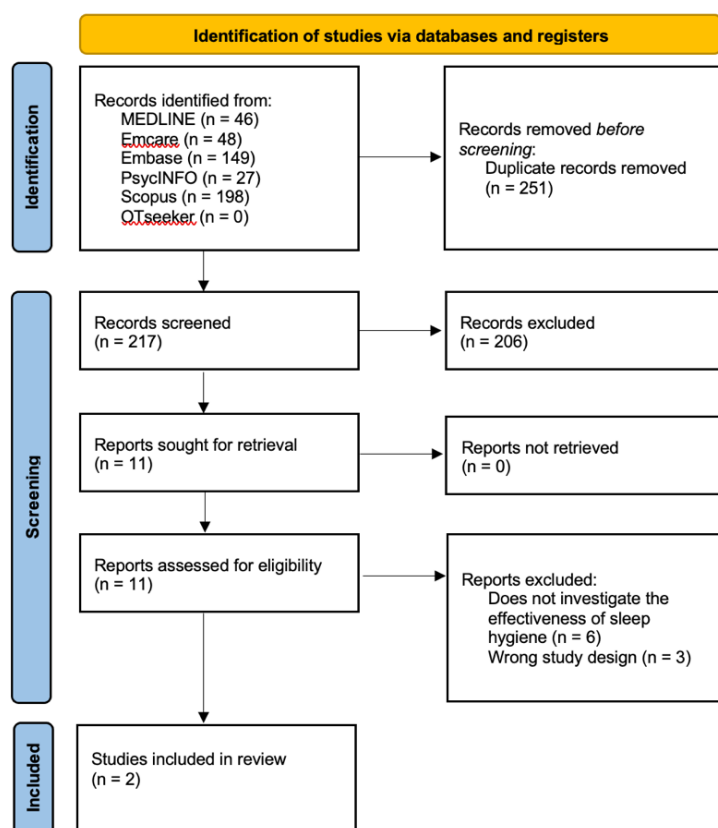 Identification of studies via databases and registers
Identification
Records identified from:
MEDLINE (n = 46)
Emcare (n = 48)
Embase (n = 149)
PsycINFO (n = 27)
Scopus (n = 198)
OTseeker (n = 0)
Records removed before
screening:
Duplicate records removed
(n = 251)
Screening
Records screened
(n = 217)
Records excluded
(n = 206)
Reports sought for retrieval
(n = 11)
Reports not retrieved
(n = 0)
Reports assessed for eligibility
(n = 11)
Reports excluded:
Does not investigate the
effectiveness of sleep
hygiene (n = 6)
Wrong study design (n = 3)
Included
Studies included in review
(n = 2)